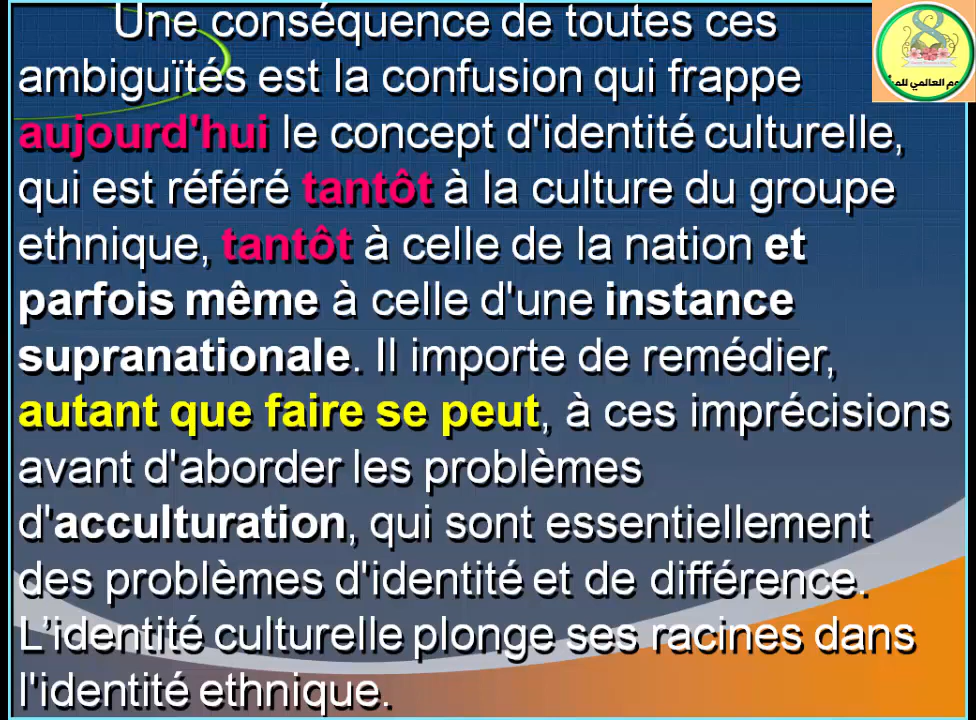 Une conséquence de toutes ces
ambiguïtés est la confusion qui frappe
aujourd'hui le concept d'identité culturelle,
qui est référé tantôt à la culture du groupe
ethnique, tantôt à celle de la nation et
parfois même à celle d'une instance
supranationale. Il importe de remédier,
autant que faire se peut, à ces imprécisions
avant d'aborder les problèmes
d'acculturation, qui sont essentiellement
des problèmes d'identité et de différence.
L'identité culturelle plonge ses racines dans
l'identité ethnique.
8
العالمي